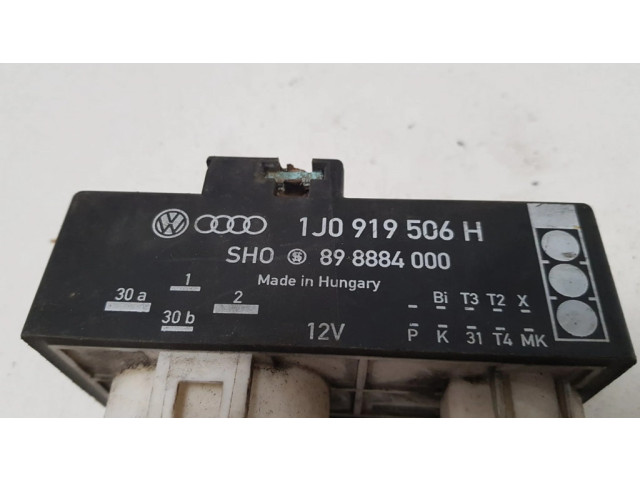 1J0 919 506 H
SHO 89 8884 000
Made in Hungary
30 a 1 2
30 b
12V
Bi T3 T2 X
P K 31 T4 MK